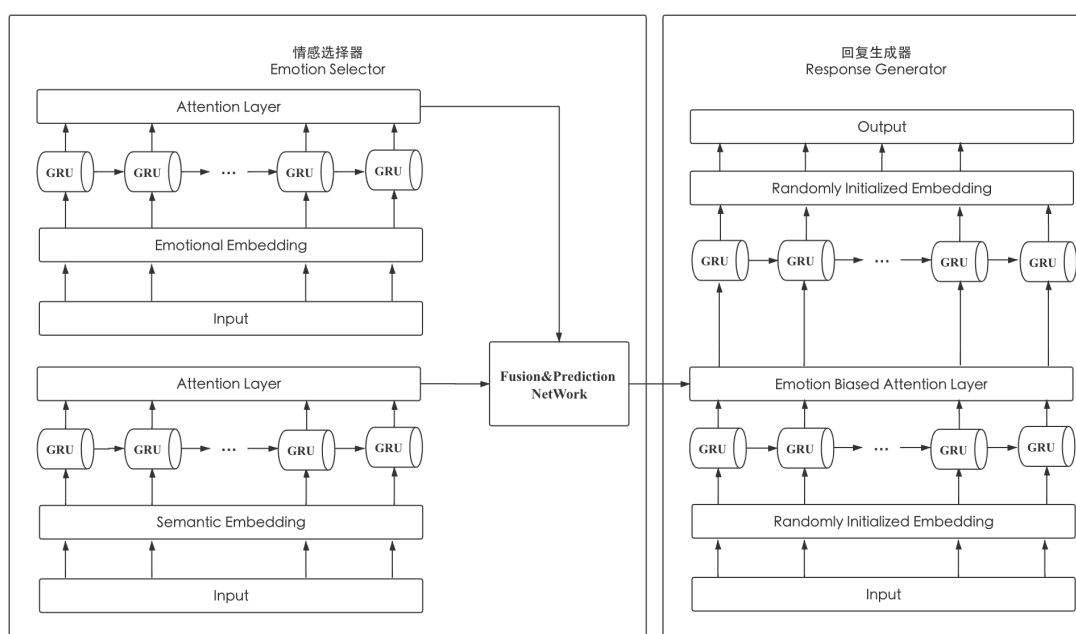 情感选择器
Emotion Selector
Attention Layer
GRU GRU ... GRU GRU
Emotional Embedding
Input
Attention Layer
GRU GRU ... GRU GRU
Semantic Embedding
Input
Fusion&Prediction
NetWork
回复生成器
Response Generator
Output
Randomly Initialized Embedding
GRU GRU ... GRU GRU
Emotion Biased Attention Layer
GRU GRU ... GRU GRU
Randomly Initialized Embedding
Input